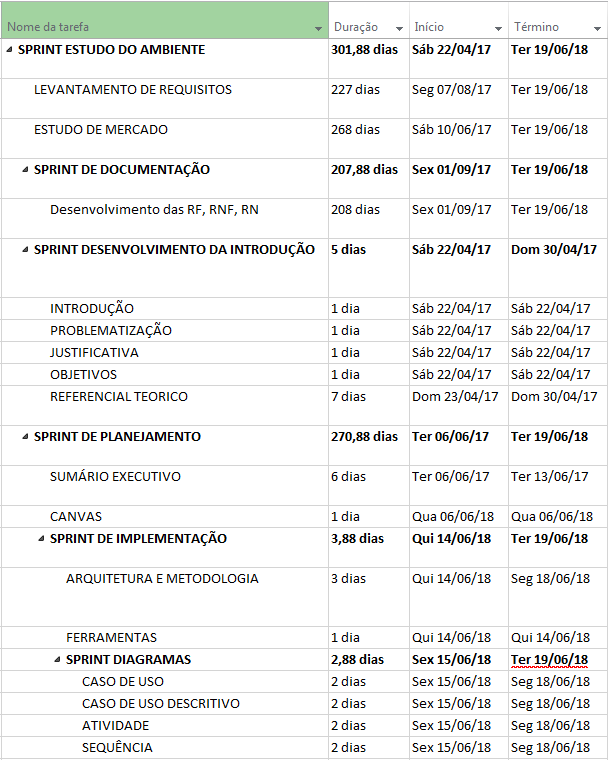 Nome da tarefa Duração Início Término
SPRINT ESTUDO DO AMBIENTE 301,88 dias Sáb 22/04/17 Ter 19/06/18
LEVANTAMENTO DE REQUISITOS 227 dias Seg 07/08/17 Ter 19/06/18
ESTUDO DE MERCADO 268 dias Sáb 10/06/17 Ter 19/06/18
SPRINT DE DOCUMENTAÇÃO 207,88 dias Sex 01/09/17 Ter 19/06/18
Desenvolvimento das RF, RNF, RN 208 dias Sex 01/09/17 Ter 19/06/18
SPRINT DESENVOLVIMENTO DA INTRODUÇÃO 5 dias Sáb 22/04/17 Dom 30/04/17
INTRODUÇÃO 1 dia Sáb 22/04/17 Sáb 22/04/17
PROBLEMATIZAÇÃO 1 dia Sáb 22/04/17 Sáb 22/04/17
JUSTIFICATIVA 1 dia Sáb 22/04/17 Sáb 22/04/17
OBJETIVOS 1 dia Sáb 22/04/17 Sáb 22/04/17
REFERENCIAL TEORICO 7 dias Dom 23/04/17 Dom 30/04/17
SPRINT DE PLANEJAMENTO 270,88 dias Ter 06/06/17 Ter 19/06/18
SUMÁRIO EXECUTIVO 6 dias Ter 06/06/17 Ter 13/06/17
CANVAS 1 dia Qua 06/06/18 Qua 06/06/18
SPRINT DE IMPLEMENTAÇÃO 3,88 dias Qui 14/06/18 Ter 19/06/18
ARQUITETURA E METODOLOGIA 3 dias Qui 14/06/18 Seg 18/06/18
FERRAMENTAS 1 dia Qui 14/06/18 Qui 14/06/18
SPRINT DIAGRAMAS 2,88 dias Sex 15/06/18 Ter 19/06/18
CASO DE USO 2 dias Sex 15/06/18 Seg 18/06/18
CASO DE USO DESCRITIVO 2 dias Sex 15/06/18 Seg 18/06/18
ATIVIDADE 2 dias Sex 15/06/18 Seg 18/06/18
SEQUÊNCIA 2 dias Sex 15/06/18 Seg 18/06/18